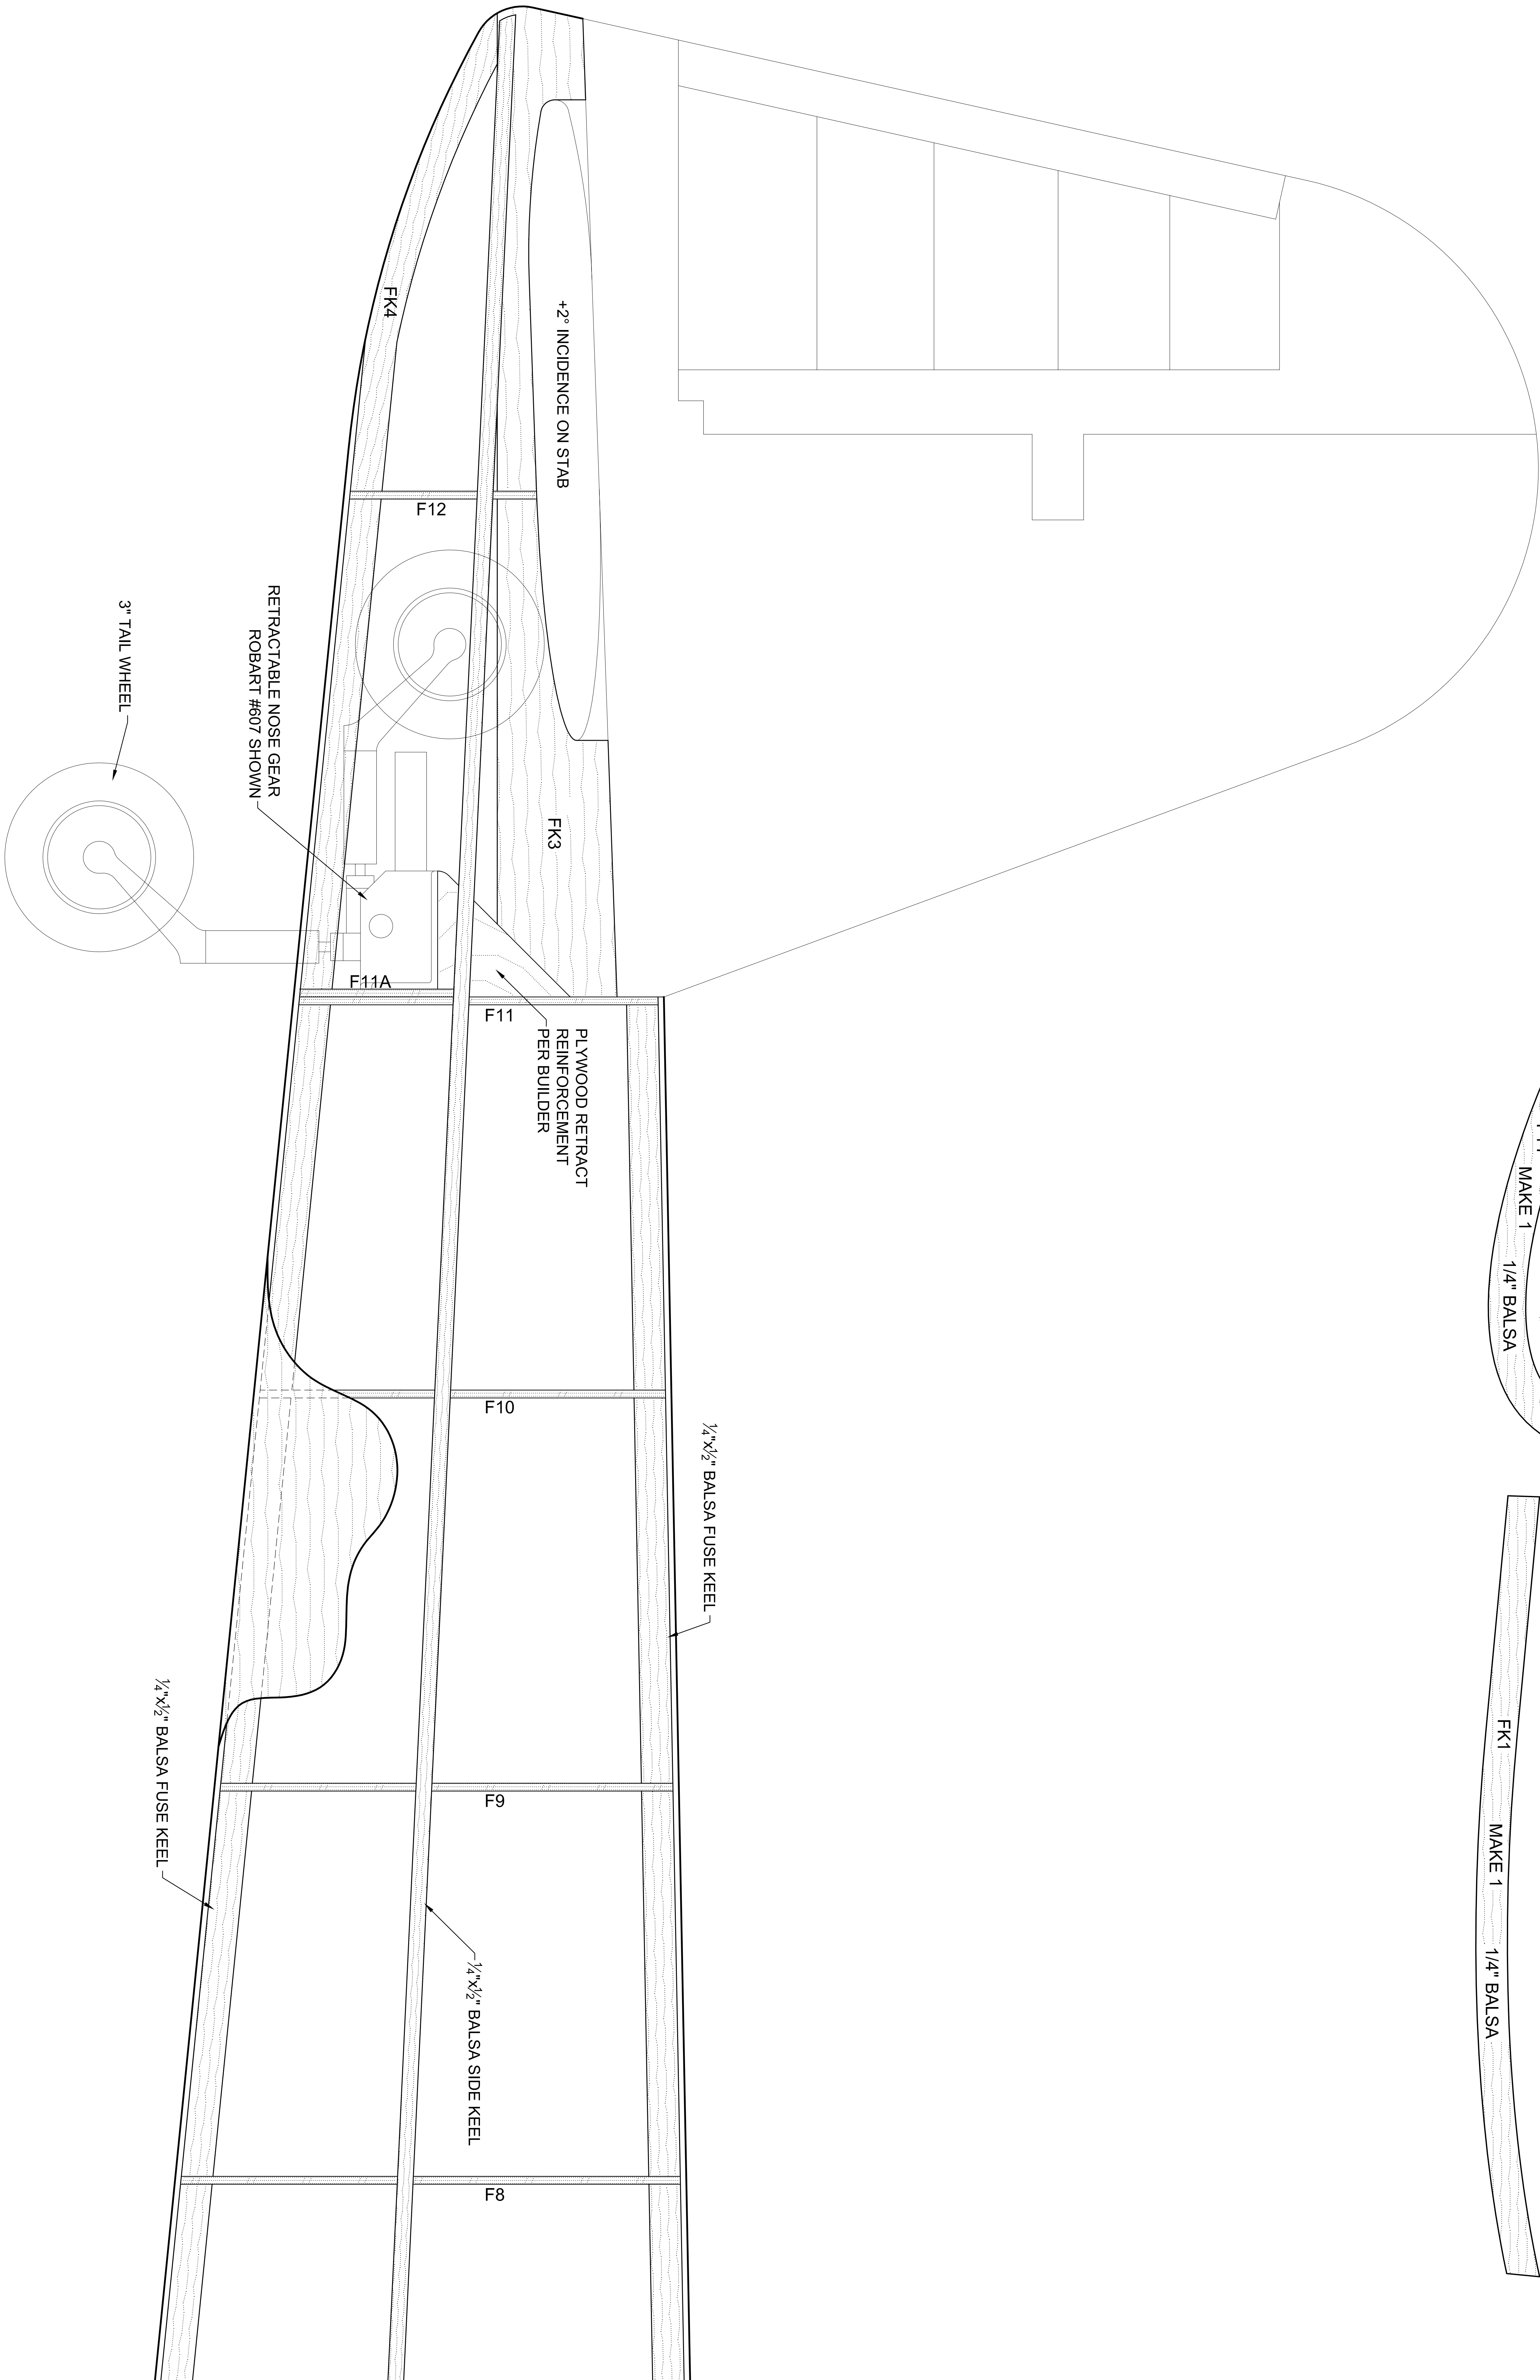 FK4
+2° INCIDENCE ON STAB
F12
3" TAIL WHEEL
RETRACTABLE NOSE GEAR
ROBART #607 SHOWN
FK3
F11A
F11
PLYWOOD RETRACT
REINFORCEMENT
PER BUILDER
MAKE 1
1/4" BALSA
F10
¼"x½" BALSA FUSE KEEL
FK1
MAKE 1
1/4" BALSA
¼"x½" BALSA FUSE KEEL
F9
¼"x½" BALSA SIDE KEEL
F8